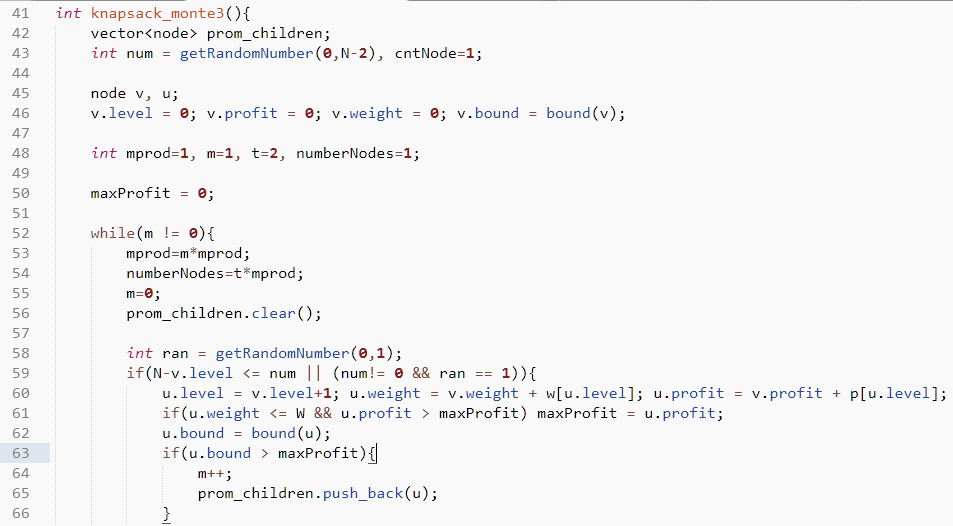 41 int knapsack_monte3(){
42 vector<node> prom_children;
43 int num = getRandomNumber(0,N-2), cntNode=1;
44
45 node v, u;
46 v.level = 0; v.profit = 0; v.weight = 0; v.bound = bound(v);
47
48 int mprod=1, m=1, t=2, numberNodes=1;
49
50 maxProfit = 0;
51
52 while(m != 0){
53 mprod=m*mprod;
54 numberNodes=t*mprod;
55 m=0;
56 prom_children.clear();
57
58 int ran = getRandomNumber(0,1);
59 if(N-v.level <= num || (num!= 0 && ran == 1)){
60 u.level = v.level+1; u.weight = v.weight + w[u.level]; u.profit = v.profit + p[u.level];
61 if(u.weight <= W && u.profit > maxProfit) maxProfit = u.profit;
62 u.bound = bound(u);
63 if(u.bound > maxProfit){
64 m++;
65 prom_children.push_back(u);
66 }